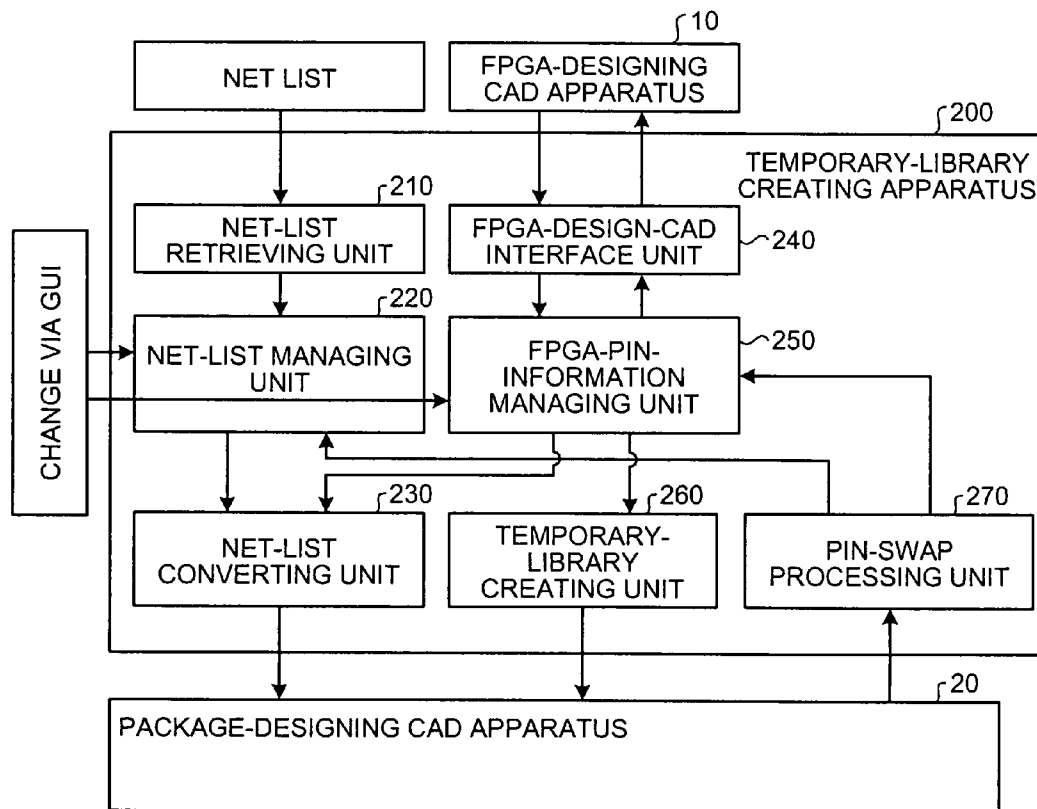 10
NET LIST
FPGA-DESIGNING
CAD APPARATUS
200
TEMPORARY-LIBRARY
CREATING APPARATUS
210
NET-LIST
RETRIEVING UNIT
FPGA-DESIGN-CAD
INTERFACE UNIT
240
CHANGE VIA GUI
220
NET-LIST MANAGING
UNIT
FPGA-PIN-
INFORMATION
MANAGING UNIT
250
230
NET-LIST
CONVERTING UNIT
260
TEMPORARY-
LIBRARY
CREATING UNIT
270
PIN-SWAP
PROCESSING UNIT
20
PACKAGE-DESIGNING CAD APPARATUS